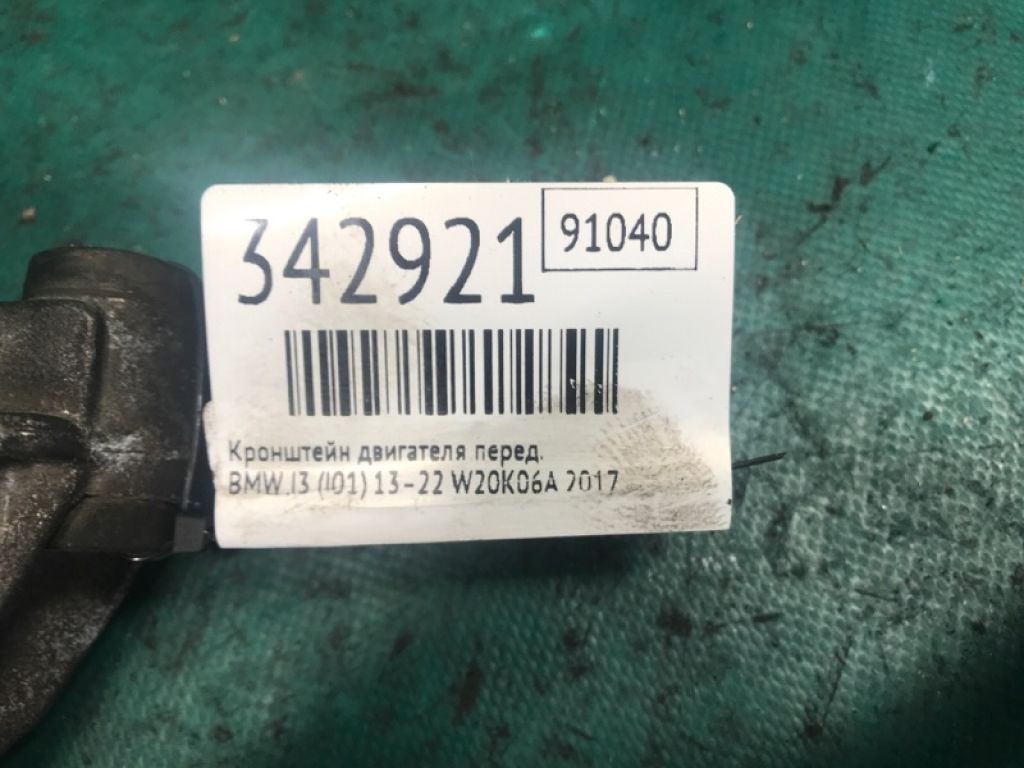 342921
91040
Кронштейн двигателя перед.
BMW.I3 (I01) 13-22 W20K06A 2017